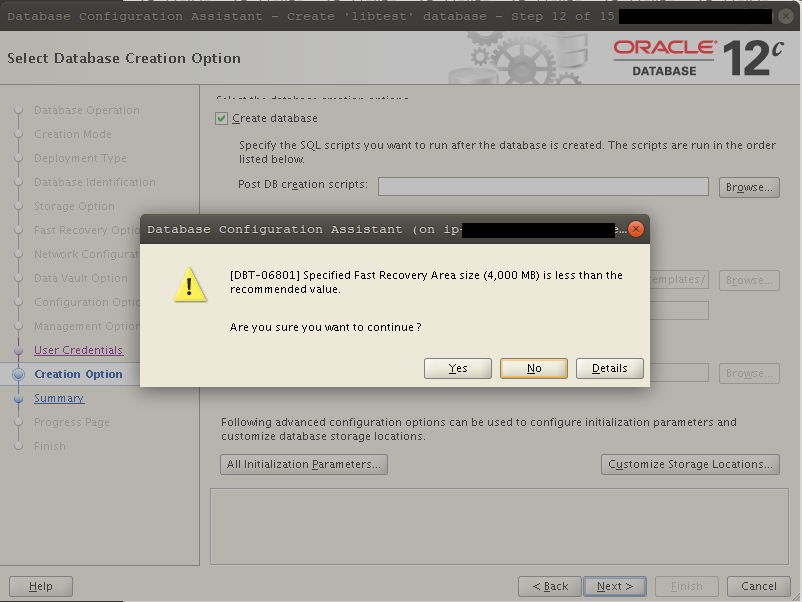 Database Configuration Assistant - Create 'libtest' database - Step 12 of 15
Select Database Creation Option
ORACLE
DATABASE
12c
Database Operation
Creation Mode
Deployment Type
Database Identification
Storage Option
Fast Recovery Optio
Network Configurat
Data Vault Option
Configuration Optio
Management Option
User Credentials
Creation Option
Summary
Progress Page
Finish
Select the database creation options.
Create database
Specify the SQL scripts you want to run after the database is created. The scripts are run in the order
listed below.
Post DB creation scripts:
Browse...
Database Configuration Assistant (on ip- e...
[DBT-06801] Specified Fast Recovery Area size (4,000 MB) is less than the
recommended value.
Are you sure you want to continue?
Yes
No
Details
emplates/
Browse...
Browse...
Following advanced configuration options can be used to configure initialization parameters and
customize database storage locations.
All Initialization Parameters...
Customize Storage Locations...
Help
< Back
Next >
Finish
Cancel